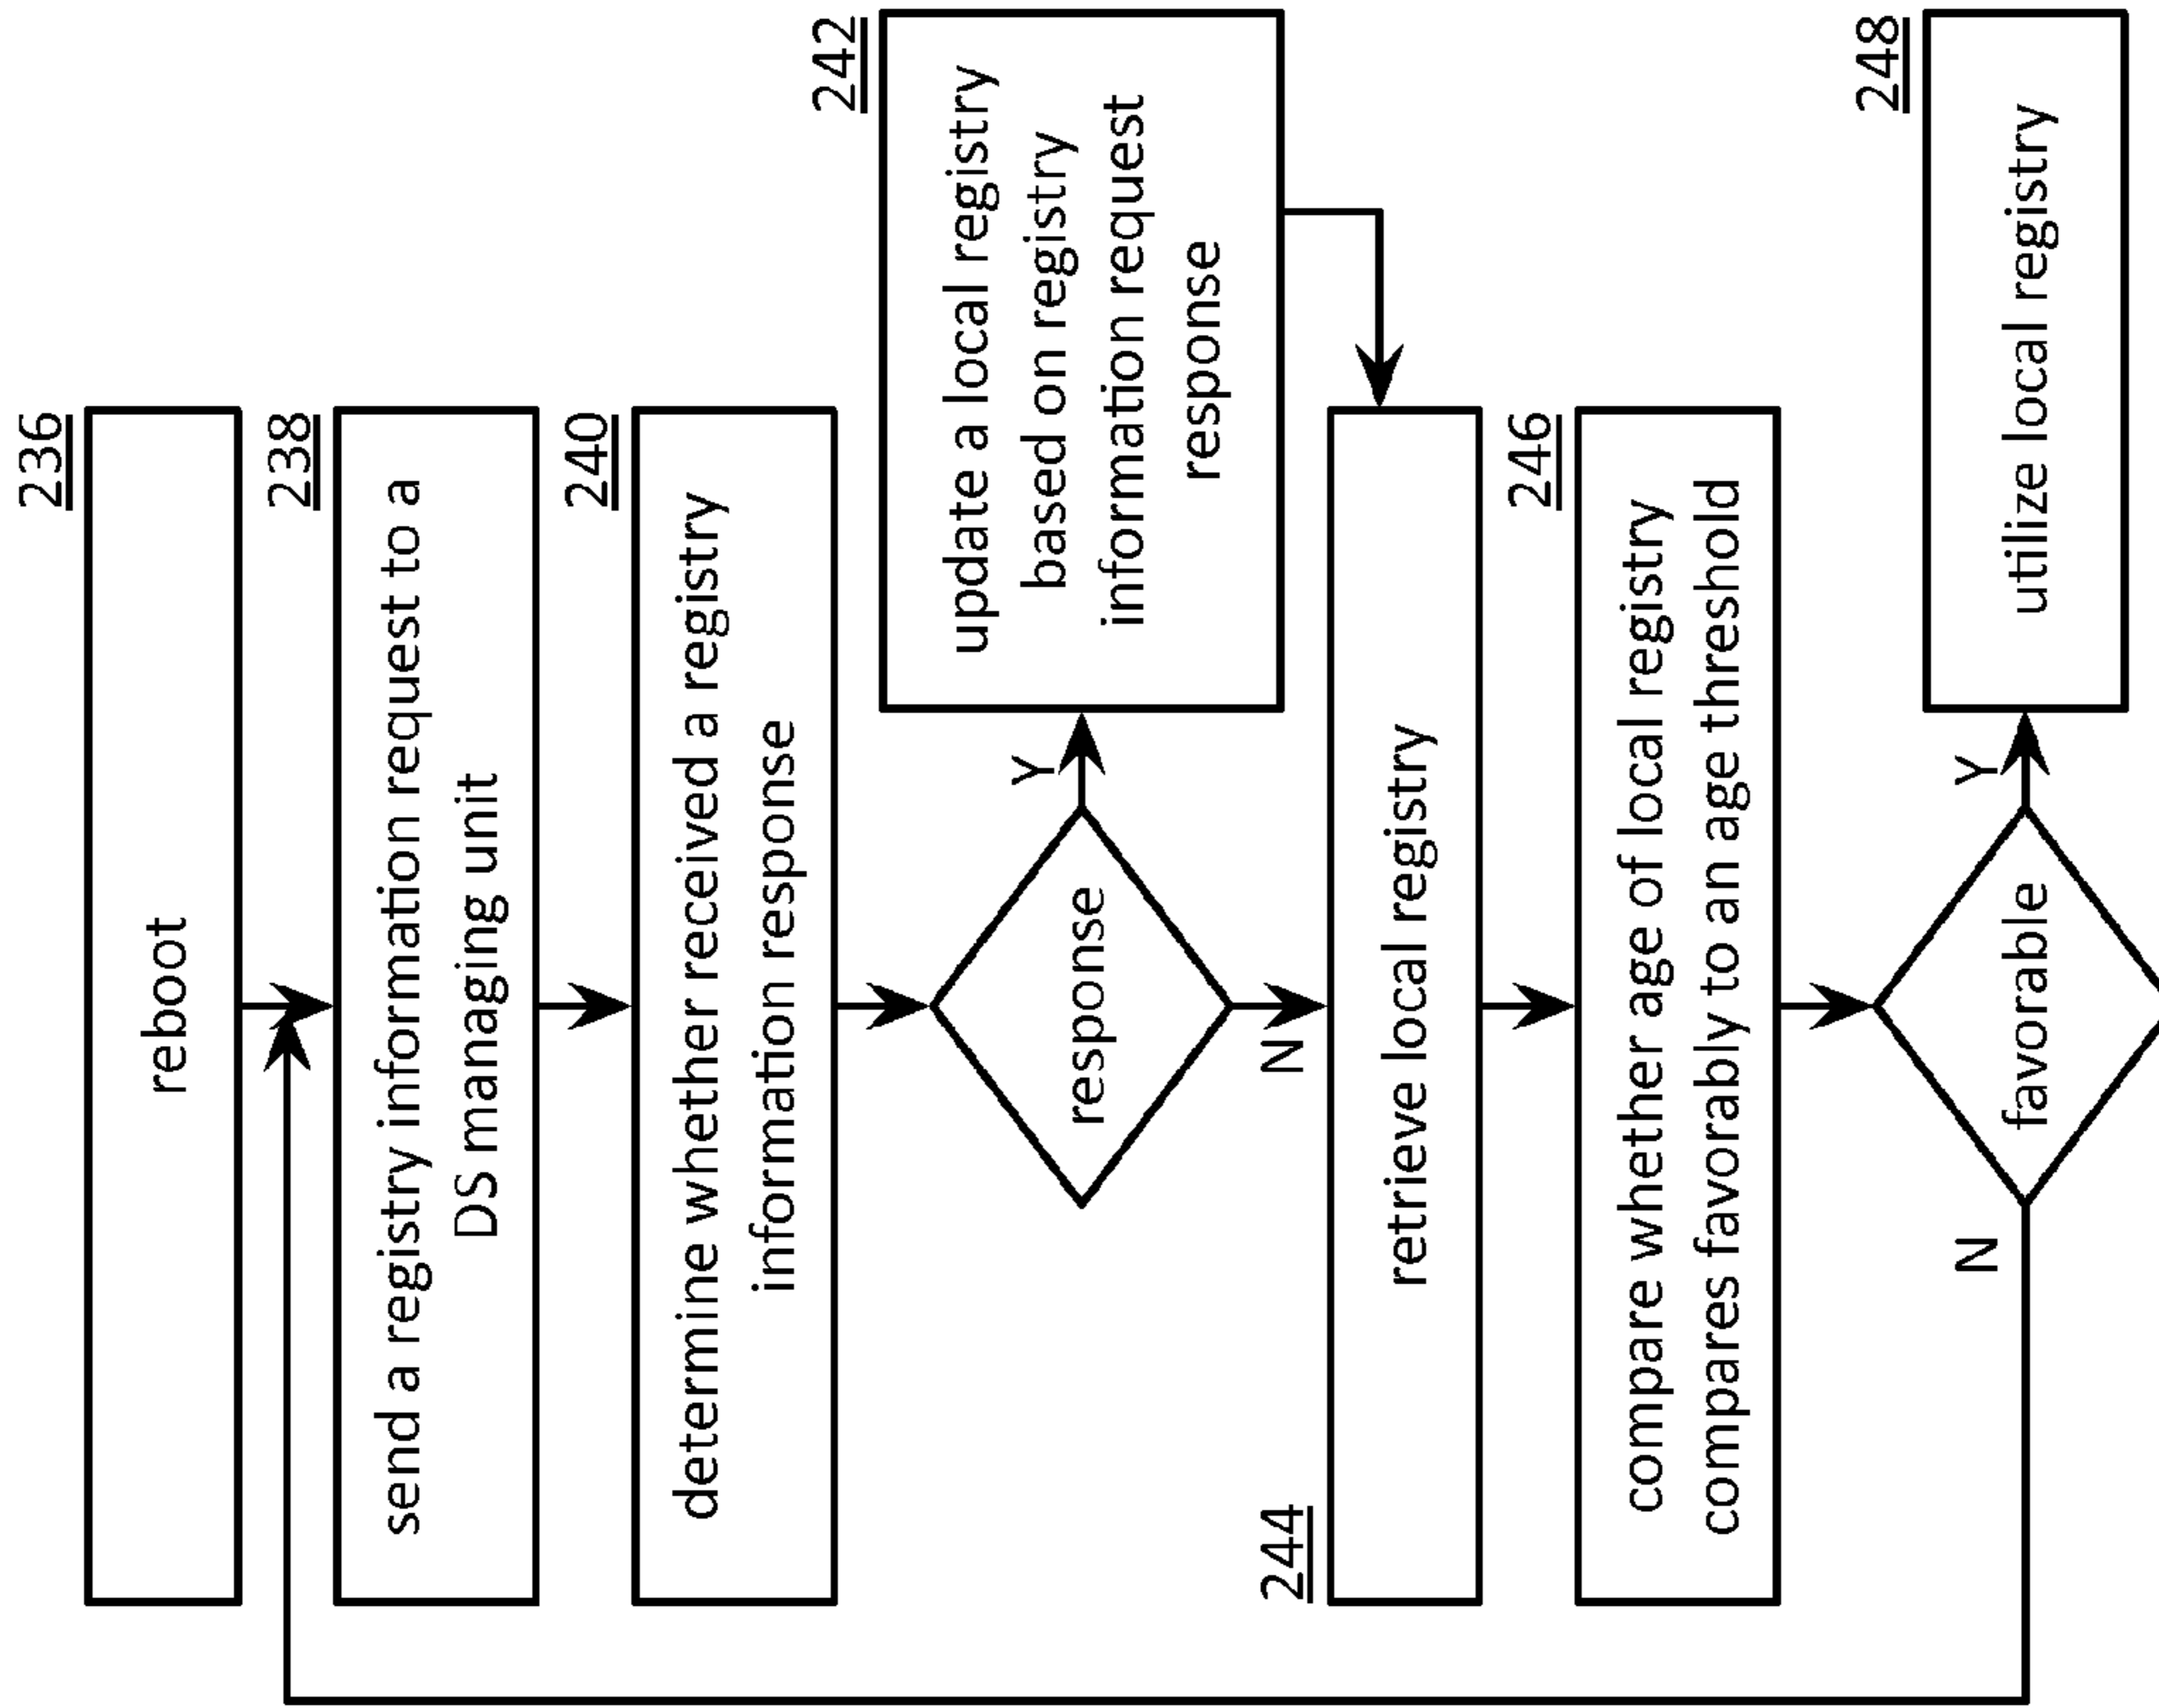 236
reboot
238
send a registry information request to a
DS managing unit
240
determine whether received a registry
information response
response
Y
N
242
update a local registry
based on registry
information request
response
244
retrieve local registry
246
compare whether age of local registry
compares favorably to an age threshold
favorable
N
Y
248
utilize local registry